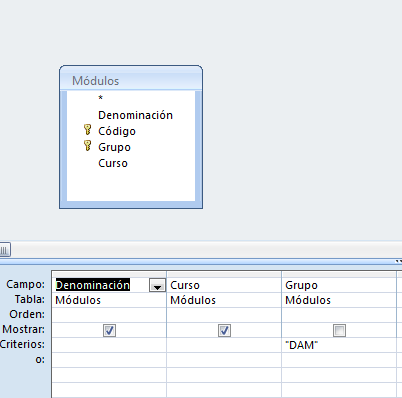 Módulos
*
Denominación
Código
Grupo
Curso
Campo: Denominación Curso Grupo
Tabla: Módulos Módulos Módulos
Orden:
Mostrar:
Criterios: "DAM"
o: